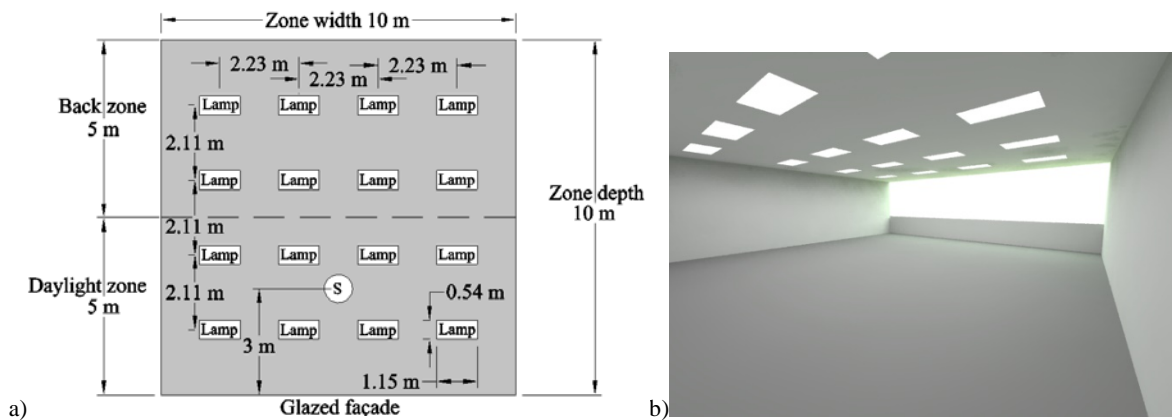 Zone width 10 m
2.23 m
2.23 m
2.23 m
Lamp Lamp Lamp Lamp
Back zone
5 m
2.11 m
Lamp Lamp Lamp Lamp
Zone depth
10 m
2.11 m
Lamp Lamp Lamp Lamp
Daylight zone
5 m
2.11 m
S
0.54 m
Lamp Lamp Lamp Lamp
3 m
1.15 m
Glazed façade
a)
b)